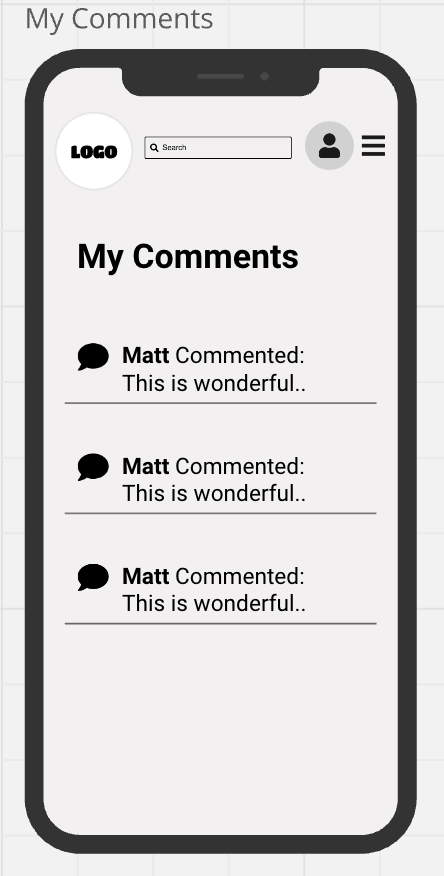 My Comments
LOGO
Search
My Comments
Matt Commented:
This is wonderful..
Matt Commented:
This is wonderful..
Matt Commented:
This is wonderful..